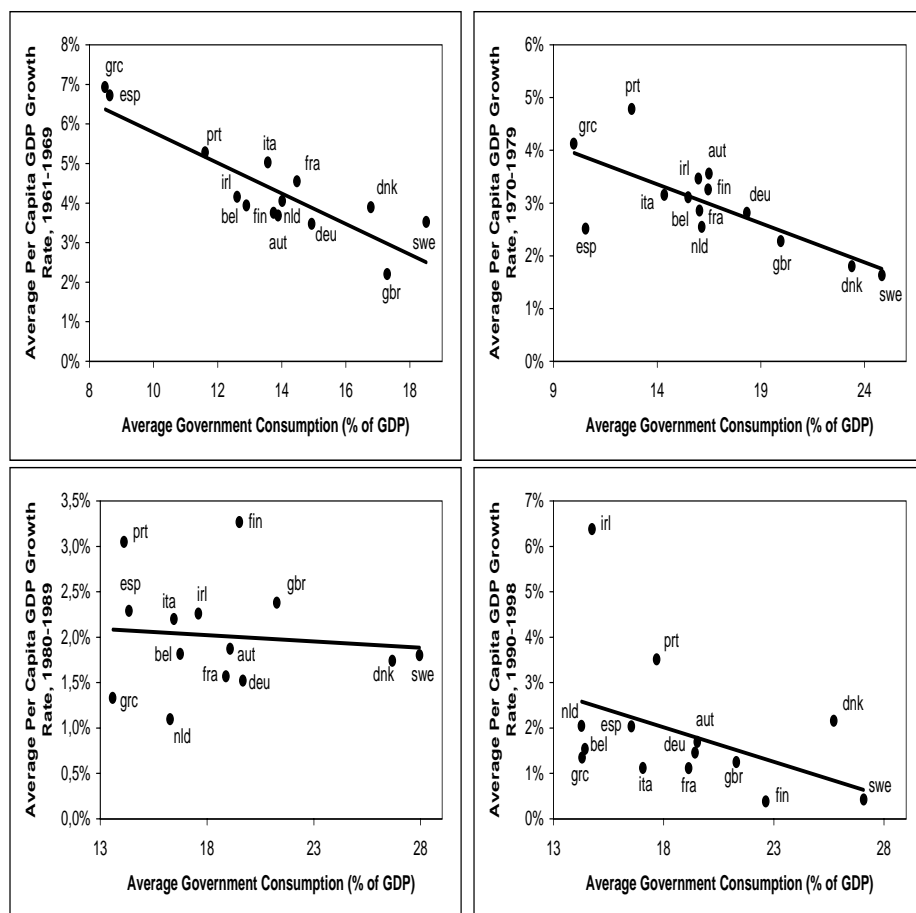 Average Per Capita GDP Growth
Rate, 1961-1969
8%
7%
6%
5%
4%
3%
2%
1%
0%
grc
esp
prt
ita
fra
irl
dnk
bel
fin
nld
aut
deu
swe
gbr
8
10
12
14
16
18
Average Government Consumption (% of GDP)
Average Per Capita GDP Growth
Rate, 1970-1979
6%
5%
4%
3%
2%
1%
0%
prt
grc
aut
irl
fin
ita
deu
bel
fra
esp
nld
gbr
dnk
swe
9
14
19
24
Average Government Consumption (% of GDP)
Average Per Capita GDP Growth
Rate, 1980-1989
3,5%
3,0%
2,5%
2,0%
1,5%
1,0%
0,5%
0,0%
fin
prt
esp
gbr
ita
irl
bel
aut
fra
deu
dnk
swe
grc
nld
13
18
23
28
Average Government Consumption (% of GDP)
Average Per Capita GDP Growth
Rate, 1990-1998
7%
6%
5%
4%
3%
2%
1%
0%
irl
prt
nld
esp
aut
dnk
bel
deu
grc
ita
fra
gbr
fin
swe
13
18
23
28
Average Government Consumption (% of GDP)